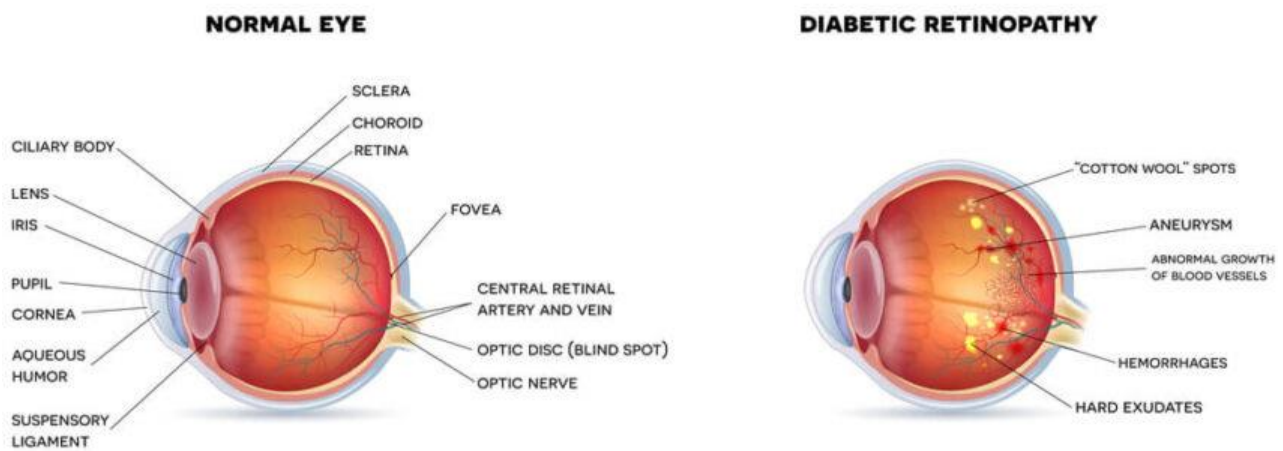 NORMAL EYE
SCLERA
CHOROID
RETINA
CILIARY BODY
LENS
IRIS
PUPIL
CORNEA
AQUEOUS
HUMOR
SUSPENSORY
LIGAMENT
FOVEA
CENTRAL RETINAL
ARTERY AND VEIN
OPTIC DISC (BLIND SPOT)
OPTIC NERVE
DIABETIC RETINOPATHY
"COTTON WOOL" SPOTS
ANEURYSM
ABNORMAL GROWTH
OF BLOOD VESSELS
HEMORRHAGES
HARD EXUDATES